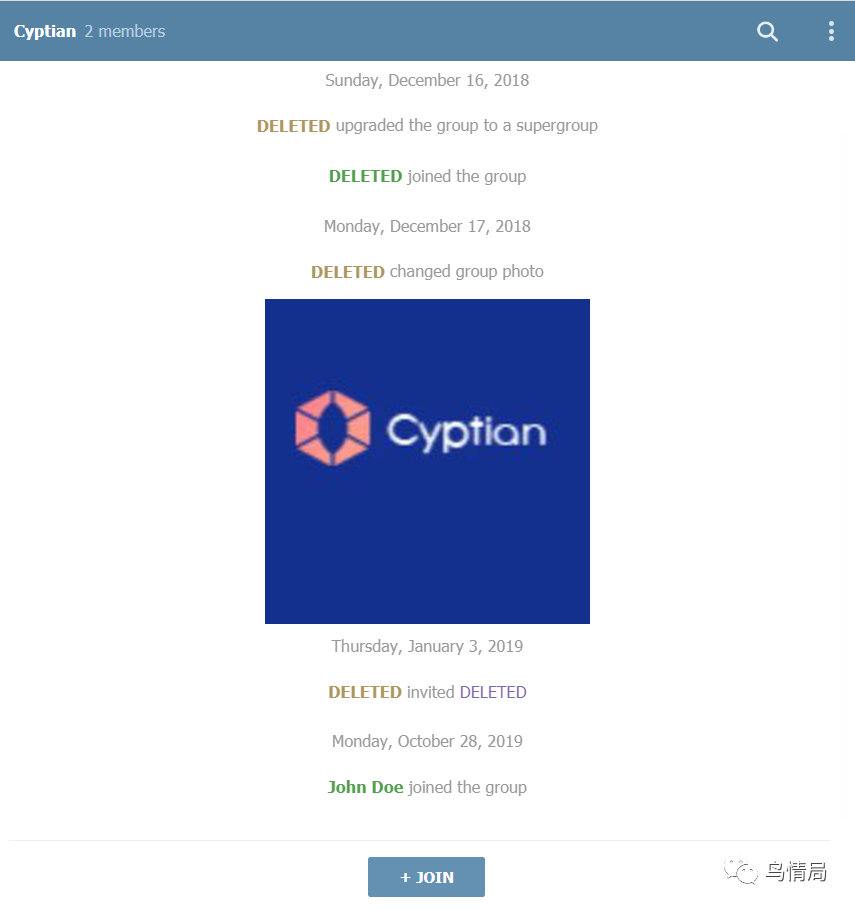 Cyptian 2 members
Sunday, December 16, 2018
DELETED upgraded the group to a supergroup
DELETED joined the group
Monday, December 17, 2018
DELETED changed group photo
Cyptian
Thursday, January 3, 2019
DELETED invited DELETED
Monday, October 28, 2019
John Doe joined the group
+ JOIN
鸟情局